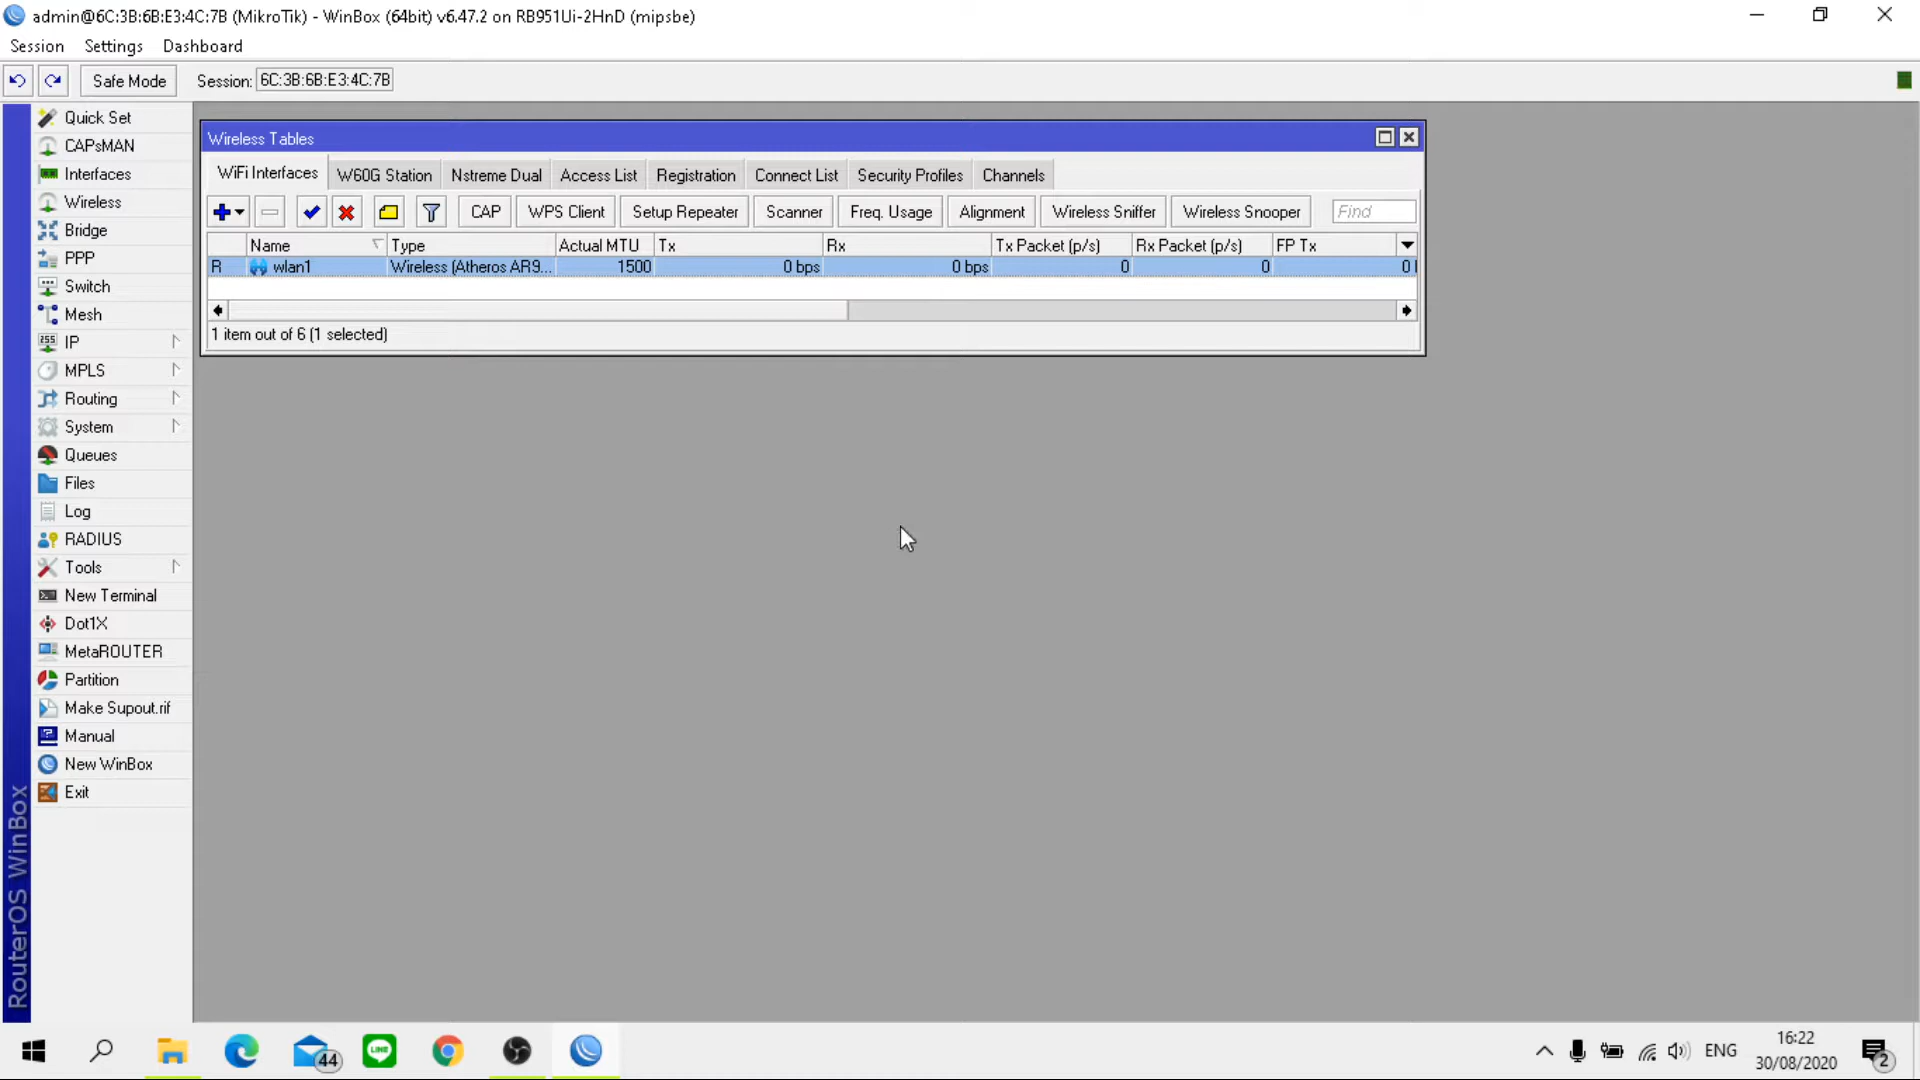 admin@6C:3B:6B:E3:4C:7B (MikroTik) - WinBox (64bit) v6.47.2 on RB951Ui-2HnD (mipsbe)
Session Settings Dashboard
Safe Mode Session: 6C:3B:6B:E3:4C:7B
Quick Set
CAPsMAN
Interfaces
Wireless
Bridge
PPP
Switch
Mesh
IP
MPLS
Routing
System
Queues
Files
Log
RADIUS
Tools
New Terminal
Dot1X
MetaROUTER
Partition
Make Supout.rif
Manual
New WinBox
Exit
RouterOS WinBox
Wireless Tables
WiFi Interfaces W60G Station Nstreme Dual Access List Registration Connect List Security Profiles Channels
CAP WPS Client Setup Repeater Scanner Freq. Usage Alignment Wireless Sniffer Wireless Snooper Find
Name Type Actual MTU Tx Rx Tx Packet (p/s) Rx Packet (p/s) FP Tx
R wlan1 Wireless (Atheros AR9... 1500 0 bps 0 bps 0 0 0
1 item out of 6 (1 selected)
255
44
LINE
ENG
16:22
30/08/2020
2